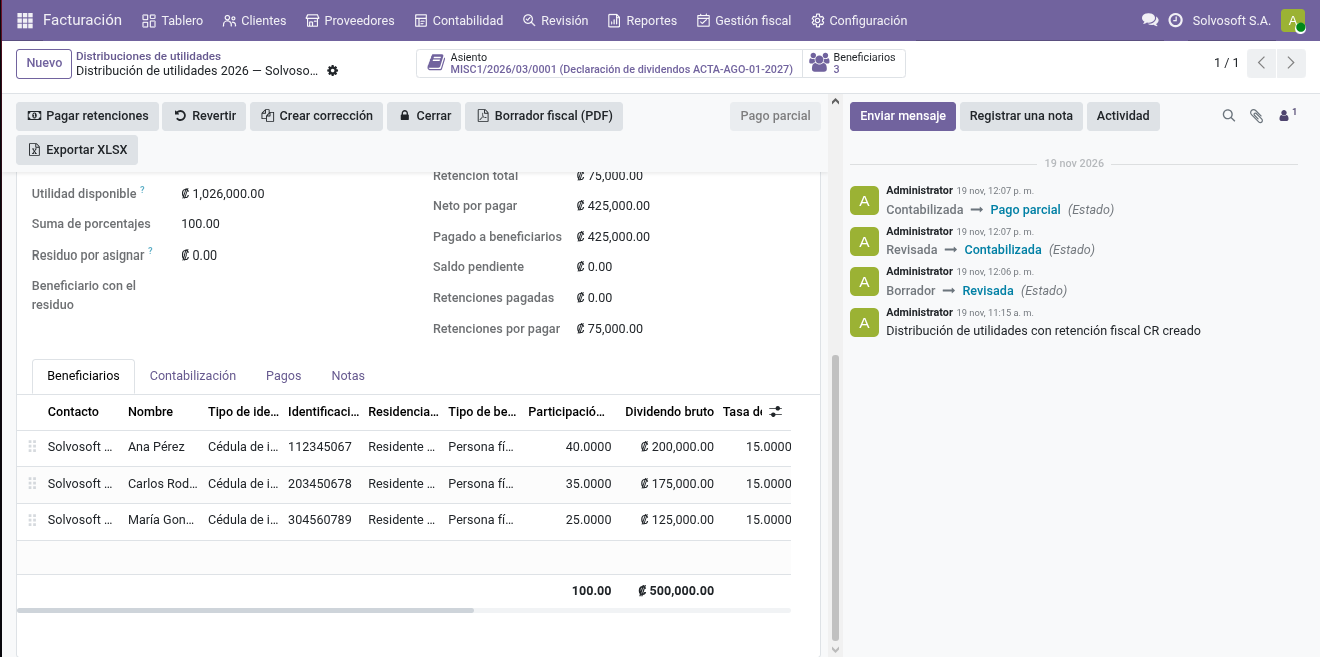 Facturación Tablero Clientes Proveedores Contabilidad Revisión Reportes Gestión fiscal Configuración Solvosoft S.A. A
Nuevo
Distribuciones de utilidades
Distribución de utilidades 2026 — Solvoso...
Asiento
MISC1/2026/03/0001 (Declaración de dividendos ACTA-AGO-01-2027)
Beneficiarios
3
1 / 1
Pagar retenciones Revertir Crear corrección Cerrar Borrador fiscal (PDF) Pago parcial
Exportar XLSX
Utilidad disponible ? ₡ 1,026,000.00
Suma de porcentajes 100.00
Residuo por asignar ? ₡ 0.00
Beneficiario con el
residuo
Retención total ₡ 75,000.00
Neto por pagar ₡ 425,000.00
Pagado a beneficiarios ₡ 425,000.00
Saldo pendiente ₡ 0.00
Retenciones pagadas ₡ 0.00
Retenciones por pagar ₡ 75,000.00
Beneficiarios Contabilización Pagos Notas
Contacto Nombre Tipo de ide... Identificaci... Residencia... Tipo de be... Participació... Dividendo bruto Tasa de
Solvosoft ... Ana Pérez Cédula de i... 112345067 Residente ... Persona fí... 40.0000 ₡ 200,000.00 15.0000
Solvosoft ... Carlos Rod... Cédula de i... 203450678 Residente ... Persona fí... 35.0000 ₡ 175,000.00 15.0000
Solvosoft ... María Gon... Cédula de i... 304560789 Residente ... Persona fí... 25.0000 ₡ 125,000.00 15.0000
100.00 ₡ 500,000.00
Enviar mensaje Registrar una nota Actividad 1
19 nov 2026
A
Administrator 19 nov, 12:07 p. m.
Contabilizada → Pago parcial (Estado)
A
Administrator 19 nov, 12:07 p. m.
Revisada → Contabilizada (Estado)
A
Administrator 19 nov, 12:06 p. m.
Borrador → Revisada (Estado)
A
Administrator 19 nov, 11:15 a. m.
Distribución de utilidades con retención fiscal CR creado